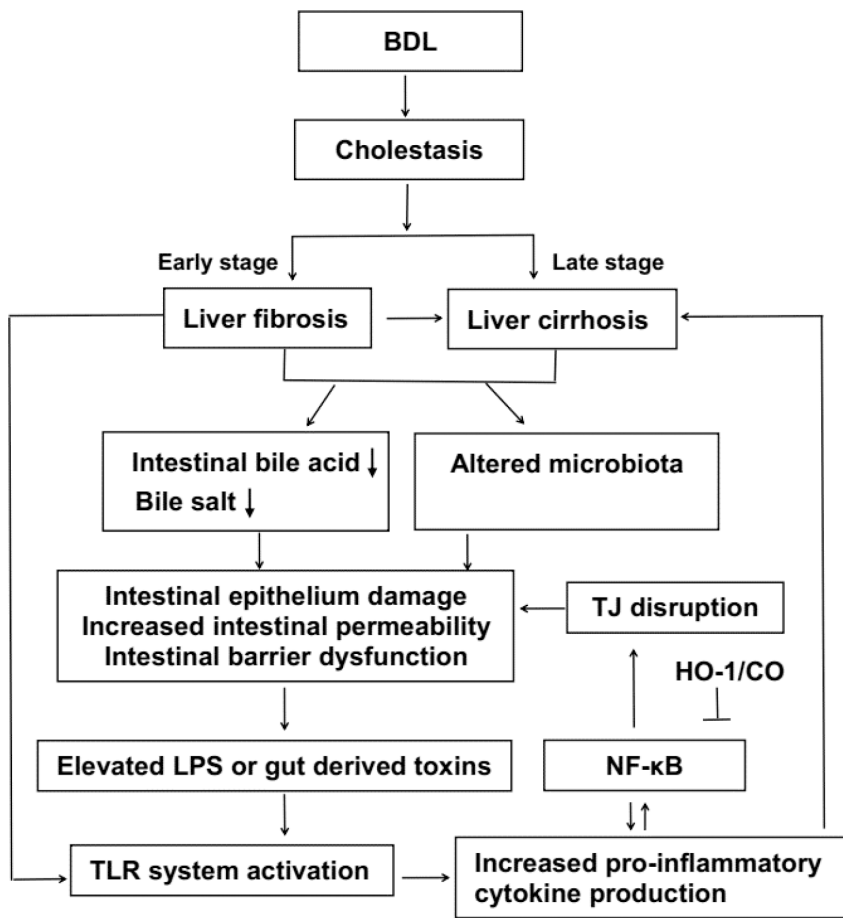 BDL
Cholestasis
Early stage
Late stage
Liver fibrosis
Liver cirrhosis
Intestinal bile acid ↓
Bile salt ↓
Altered microbiota
Intestinal epithelium damage
Increased intestinal permeability
Intestinal barrier dysfunction
TJ disruption
HO-1/CO
Elevated LPS or gut derived toxins
NF-κB
TLR system activation
Increased pro-inflammatory
cytokine production